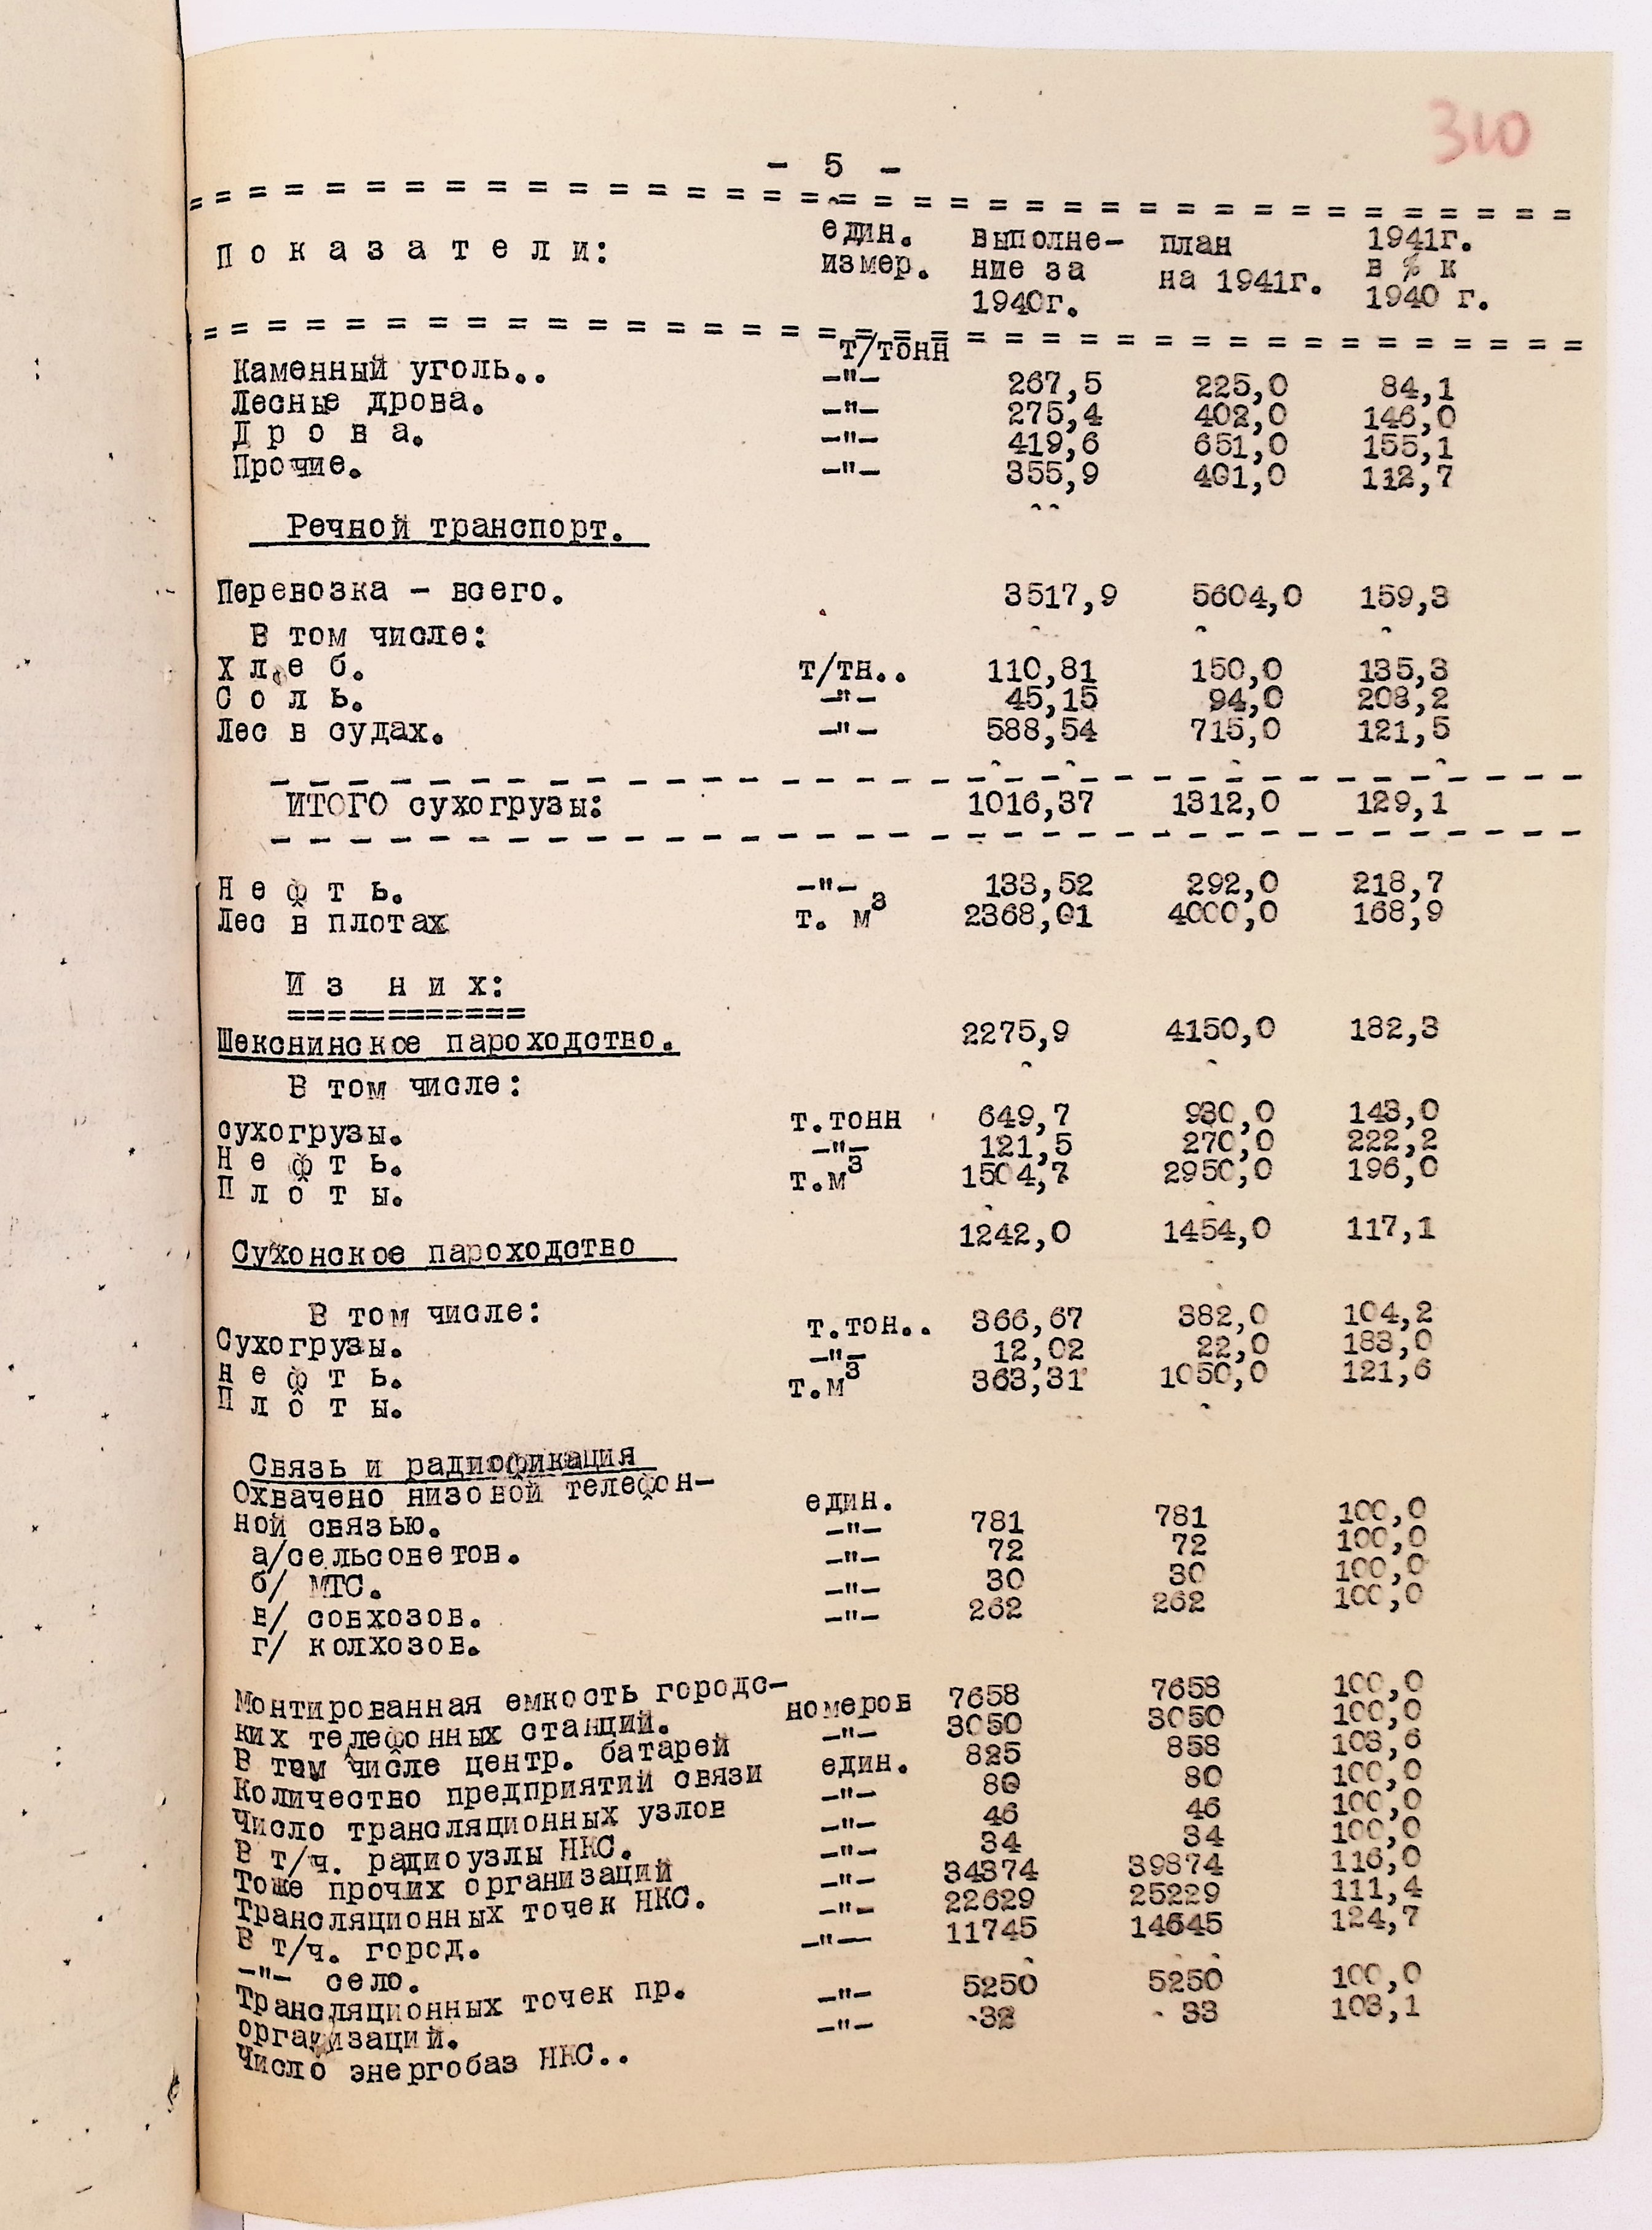 310
- 5 -
Показатели: един. измер. выполне-ние за 1940г. план на 1941г. 1941г. в % к 1940 г.
т/тонн
Каменный уголь.. -"- 267,5 225,0 84,1
Лесные дрова. -"- 275,4 402,0 146,0
Дрова. -"- 419,6 651,0 155,1
Прочие. -"- 355,9 401,0 112,7
Речной транспорт.
Перевозка - всего. 3517,9 5604,0 159,3
В том числе:
Хлеб. т/тн.. 110,81 150,0 135,3
Соль. -"- 45,15 94,0 208,2
Лес в судах. -"- 588,54 715,0 121,5
ИТОГО сухогрузы: 1016,37 1312,0 129,1
Нефть. -"- 133,52 292,0 218,7
Лес в плотах т. м3 2368,01 4000,0 168,9
Из них:
Шекснинское пароходство. 2275,9 4150,0 182,3
В том числе:
сухогрузы. т.тонн 649,7 930,0 143,0
Нефть. -"- 121,5 270,0 222,2
Плоты. т.м3 1504,7 2950,0 196,0
Сухонское пароходство 1242,0 1454,0 117,1
В том числе:
Сухогрузы. т.тон.. 366,67 382,0 104,2
нефть. -"- 12,02 22,0 183,0
Плоты. т.м3 363,31 1050,0 121,6
Связь и радиофикация
Охвачено низовой телефон-
ной связью. един.
а/сельсоветов. -"- 781 781 100,0
б/ МТС. -"- 72 72 100,0
в/ совхозов. -"- 30 30 100,0
г/ колхозов. -"- 262 262 100,0
Монтированная емкость городс-
ких телефонных станций. номеров 7658 7658 100,0
В том числе центр. батарей -"- 3050 3050 100,0
Количество предприятий связи един. 825 858 103,6
Число трансляционных узлов -"- 80 80 100,0
В т/ч. радиоузлы НКС. -"- 46 46 100,0
Тоже прочих организаций -"- 34 34 100,0
Трансляционных точек НКС. -"- 34374 39874 116,0
В т/ч. город. -"- 22629 25229 111,4
-"- село. -"- 11745 14645 124,7
Трансляционных точек пр.
организаций. -"- 5250 5250 100,0
Число энергобаз НКС.. -"- 32 33 103,1